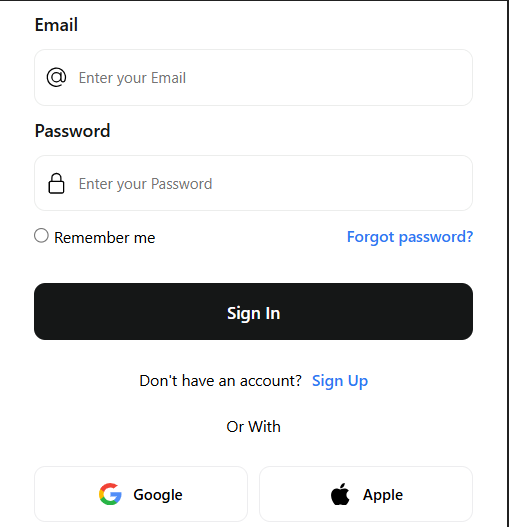 Email
Enter your Email
Password
Enter your Password
Remember me Forgot password?
Sign In
Don't have an account? Sign Up
Or With
Google Apple